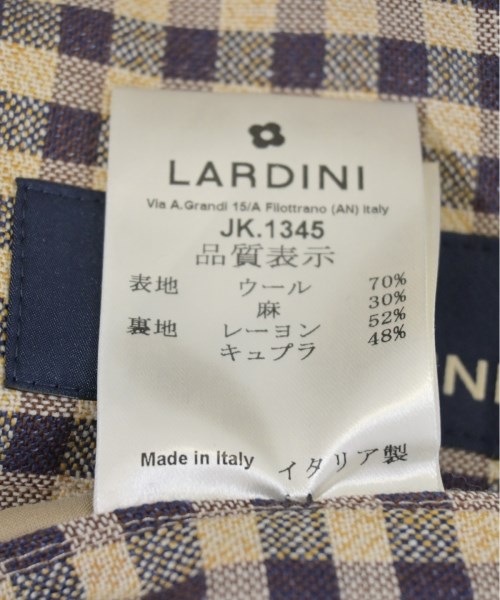 LARDINI
Via A.Grandi 15/A Filottrano (AN) Italy
JK.1345
品質表示
表地 ウール 70%
麻 30%
裏地 レーヨン 52%
キュプラ 48%
Made in Italy イタリア製